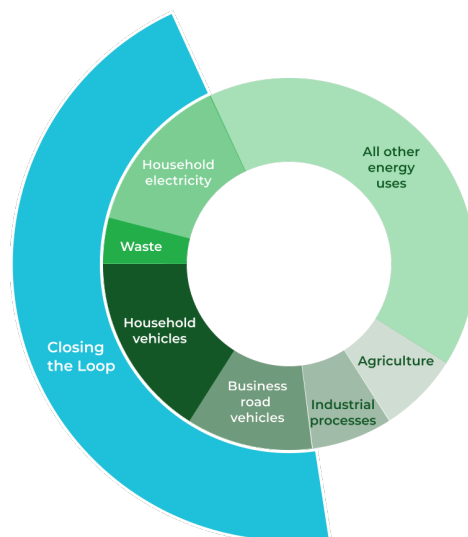 All other
energy
uses
Household
electricity
Waste
Household
vehicles
Closing
the Loop
Agriculture
Business
road
vehicles
Industrial
processes